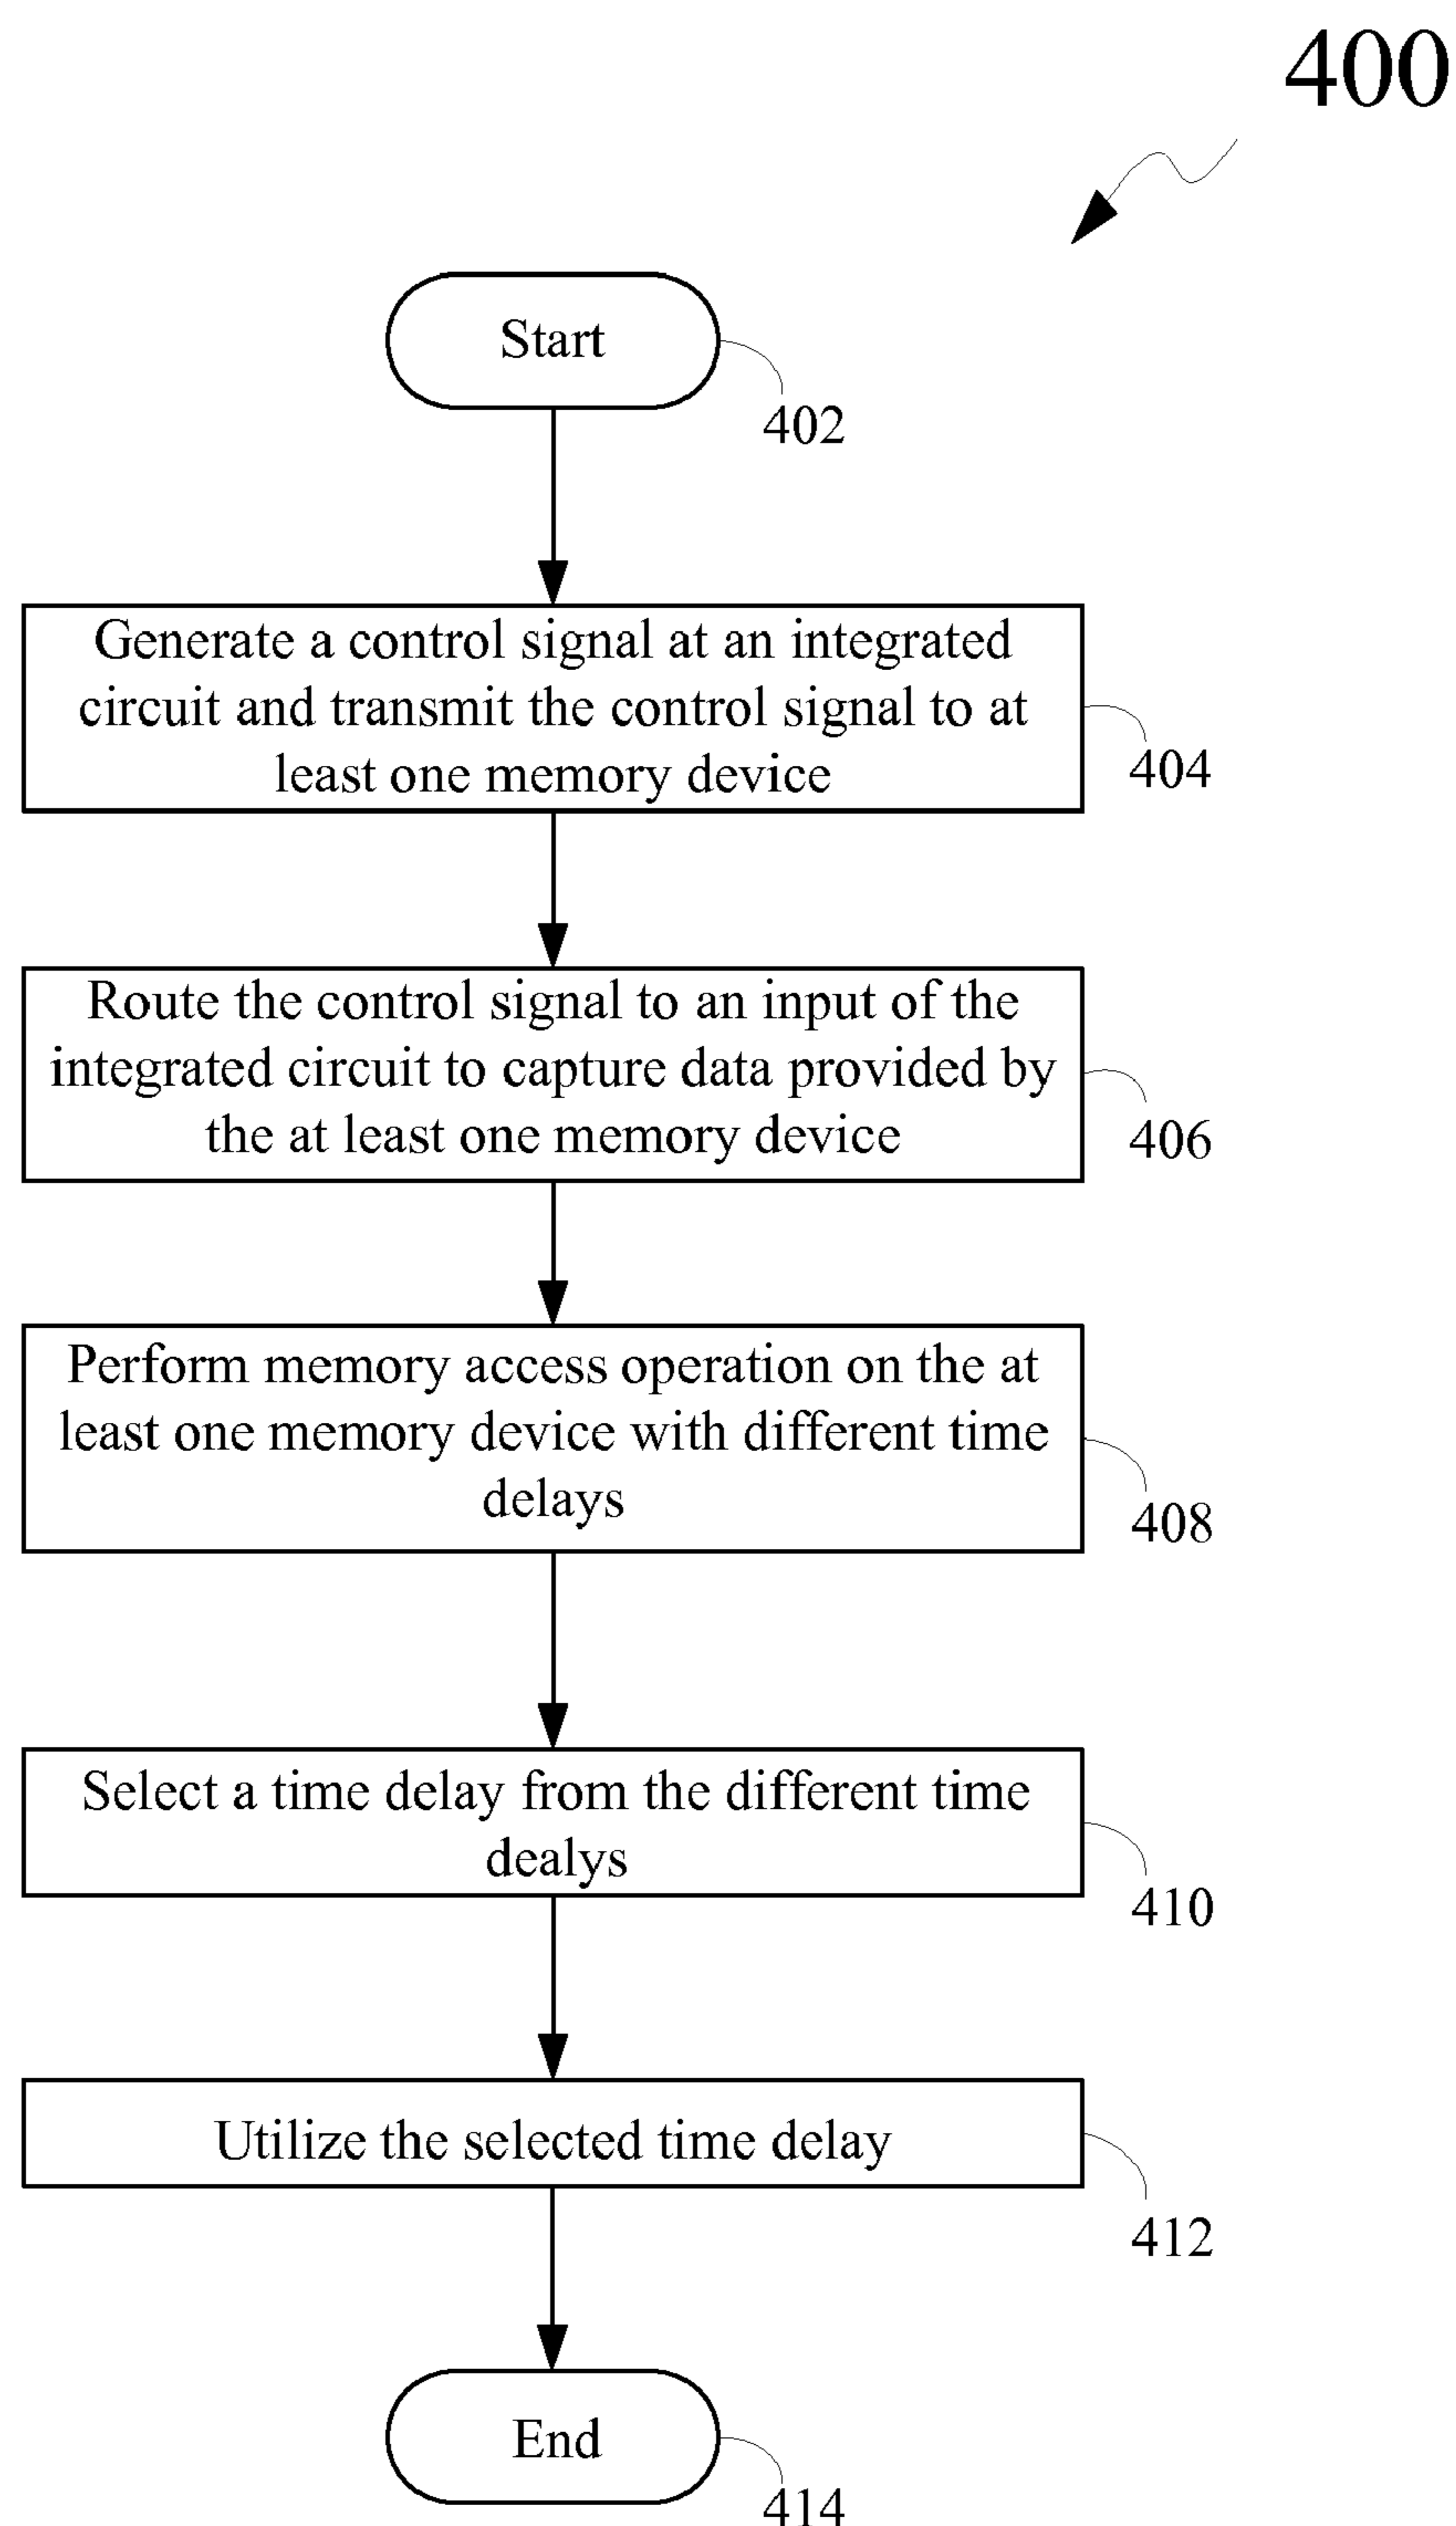 400
Start
402
Generate a control signal at an integrated
circuit and transmit the control signal to at
least one memory device
404
Route the control signal to an input of the
integrated circuit to capture data provided by
the at least one memory device
406
Perform memory access operation on the at
least one memory device with different time
delays
408
Select a time delay from the different time
dealys
410
Utilize the selected time delay
412
End
414